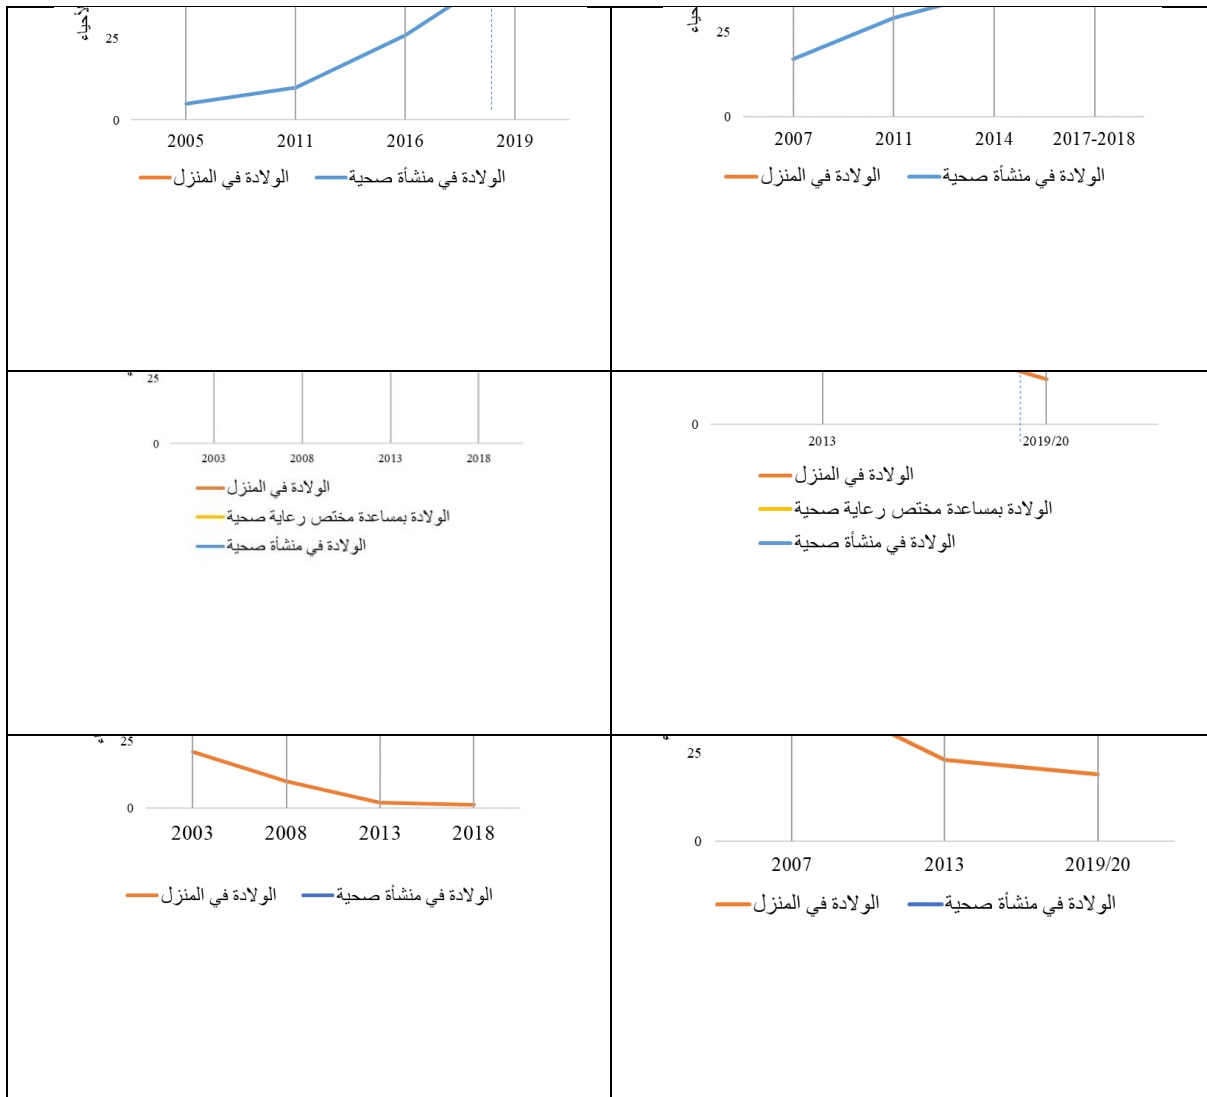 25
0
2005 2011 2016 2019
الولادة في المنزل الولادة في منشأة صحية
25
0
2007 2011 2014 2017-2018
الولادة في المنزل الولادة في منشأة صحية
25
0
2003 2008 2013 2018
الولادة في المنزل
الولادة بمساعدة مختص رعاية صحية
الولادة في منشأة صحية
0
2013 2019/20
الولادة في المنزل
الولادة بمساعدة مختص رعاية صحية
الولادة في منشأة صحية
25
0
2003 2008 2013 2018
الولادة في المنزل الولادة في منشأة صحية
25
0
2007 2013 2019/20
الولادة في المنزل الولادة في منشأة صحية